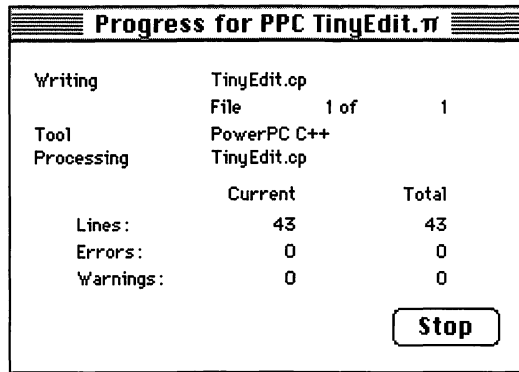 Progress for PPC TinyEdit.π
Writing TinyEdit.cp
File 1 of 1
Tool PowerPC C++
Processing TinyEdit.cp
Current Total
Lines: 43 43
Errors: 0 0
Warnings: 0 0
Stop